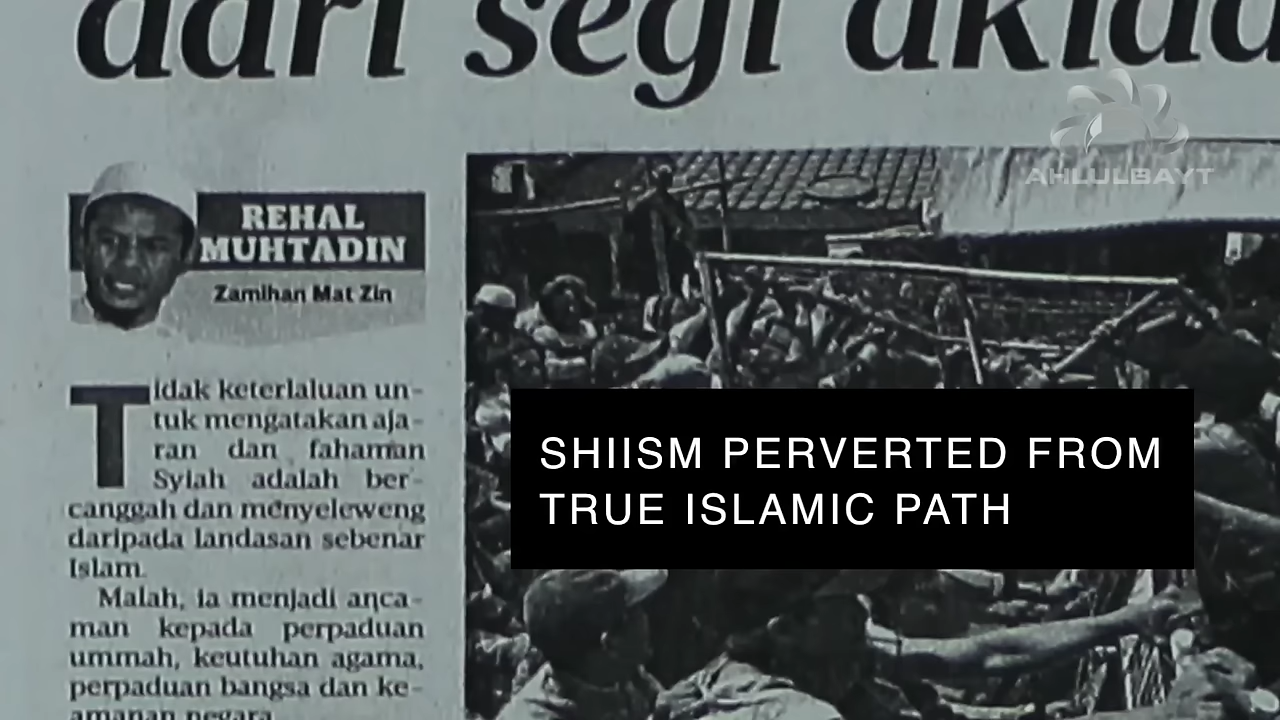 dari segi akida
AHLULBAYT
REHAL
MUHTADIN
Zamihan Mat Zin
Tidak keterlaluan un-
tuk mengatakan aja-
ran dan fahaman
Syiah adalah ber-
canggah dan menyeleweng
daripada landasan sebenar
Islam.
Malah, ia menjadi anca-
man kepada perpaduan
ummah, keutuhan agama,
perpaduan bangsa dan ke-
amanan negara.
SHIISM PERVERTED FROM
TRUE ISLAMIC PATH